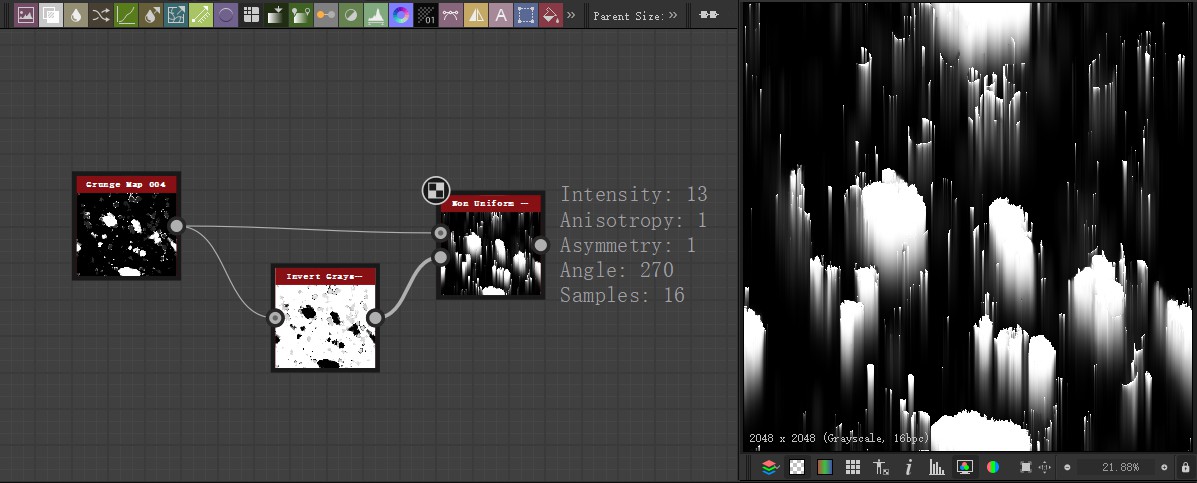 01
Parent Size:
A
Grunge Map 004
Non Uniform
Intensity: 13
Anisotropy: 1
Asymmetry: 1
Angle: 270
Samples: 16
Invert Grays
2048 x 2048 (Grayscale, 16bpc)
21.88%